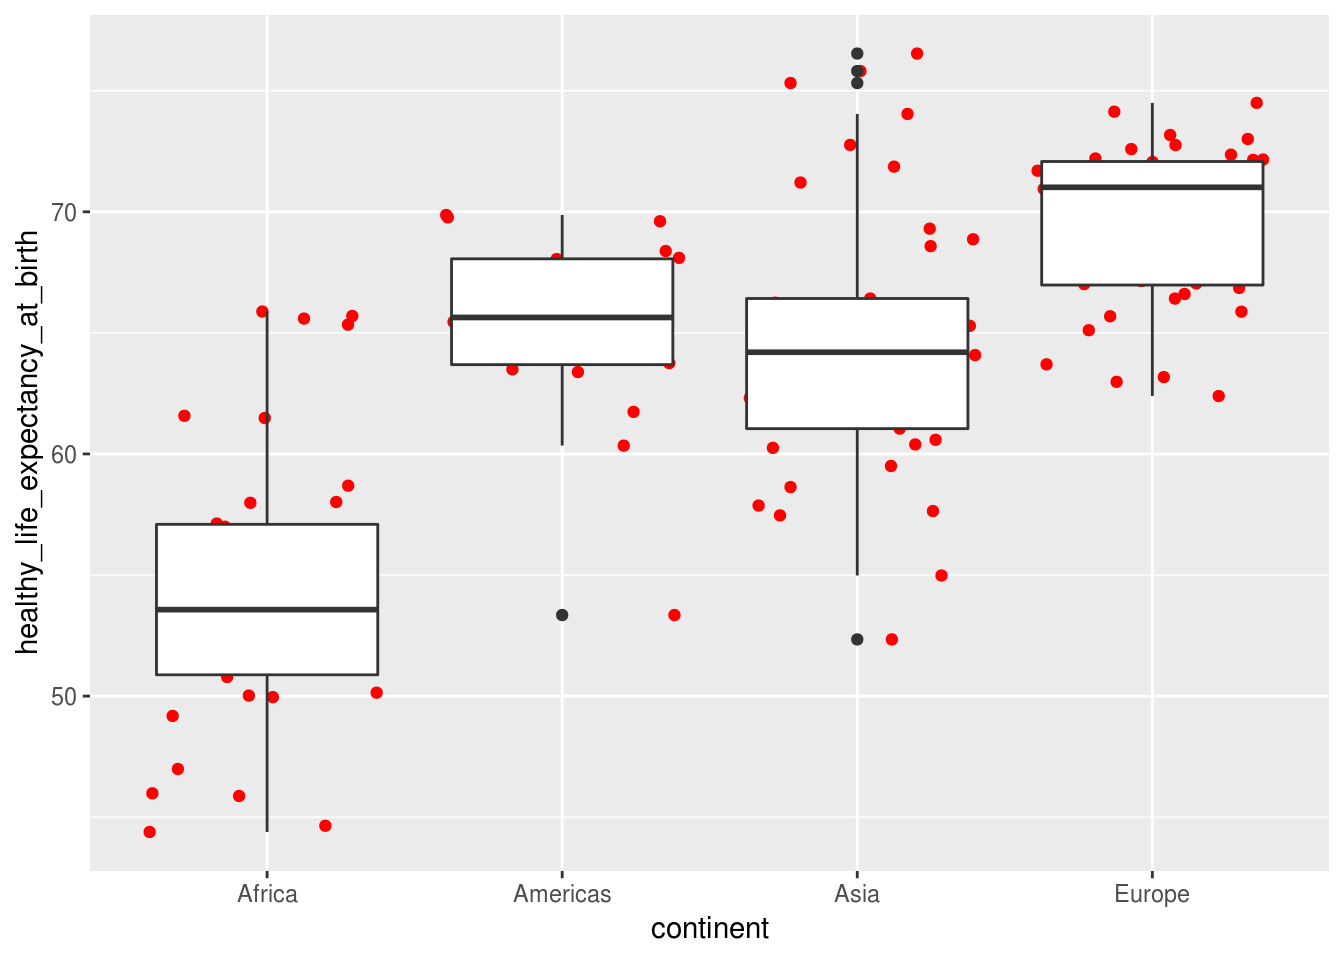 healthy_life_expectancy_at_birth
70
60
50
Africa Americas Asia Europe
continent